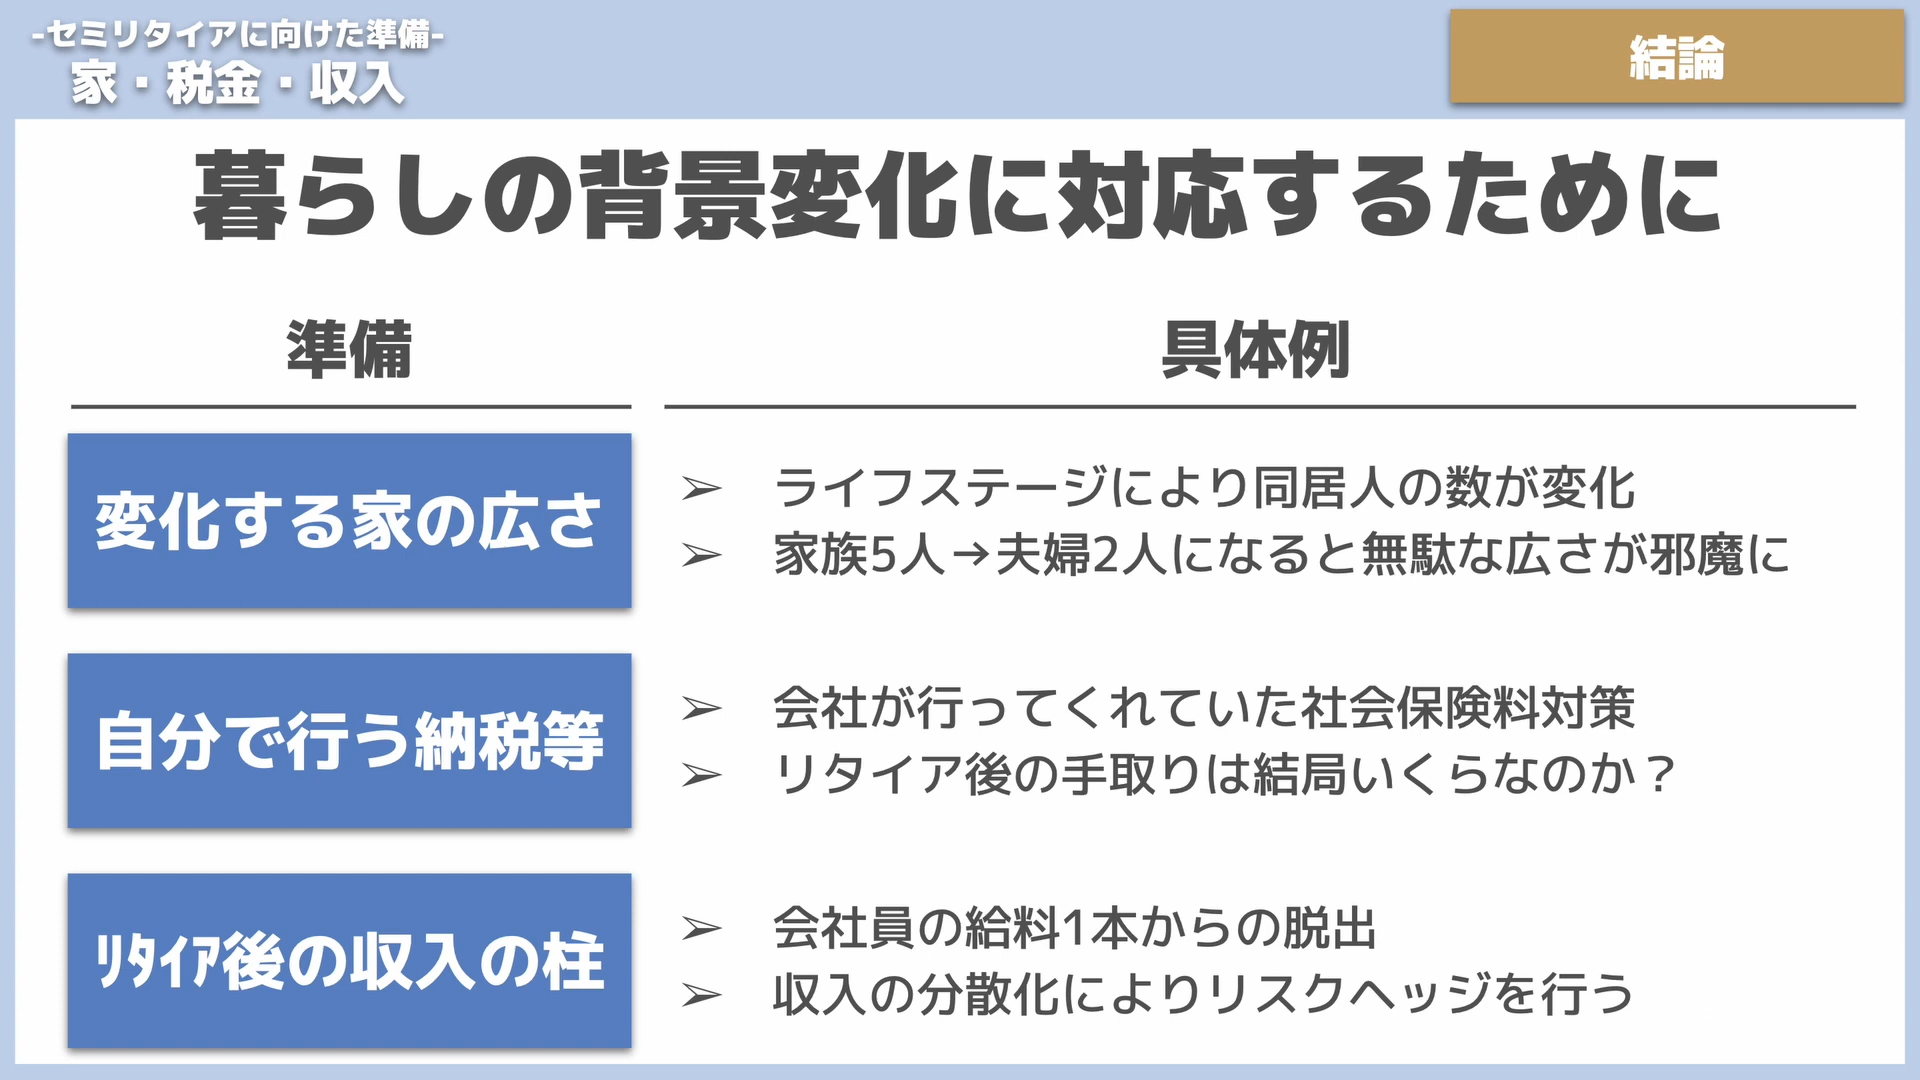 -セミリタイアに向けた準備-
家・税金・収入
結論
暮らしの背景変化に対応するために
準備
具体例
変化する家の広さ
➢ ライフステージにより同居人の数が変化
➢ 家族5人→夫婦2人になると無駄な広さが邪魔に
自分で行う納税等
➢ 会社が行ってくれていた社会保険料対策
➢ リタイア後の手取りは結局いくらなのか？
ﾘﾀｲｱ後の収入の柱
➢ 会社員の給料1本からの脱出
➢ 収入の分散化によりリスクヘッジを行う